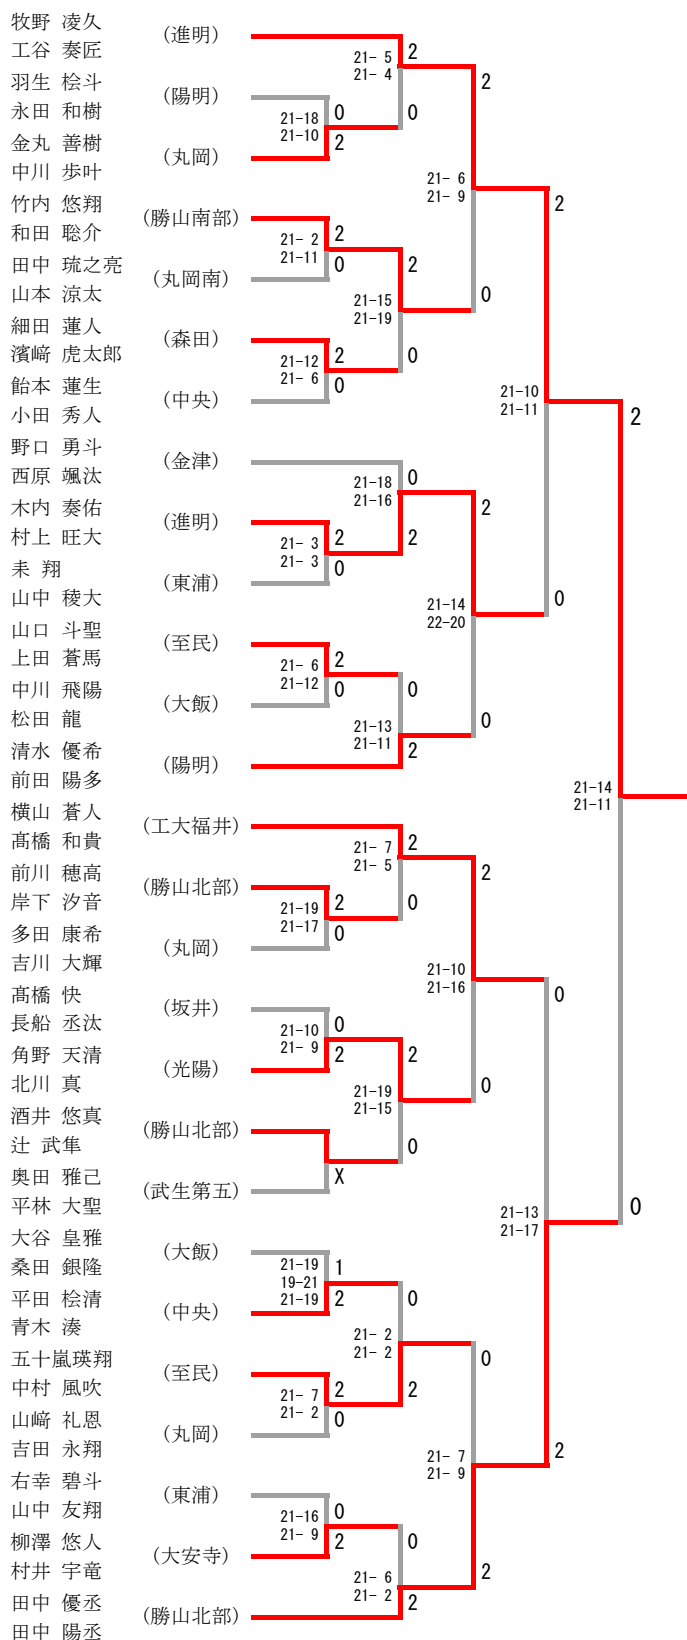 牧野 凌久
工谷 奏匠
(進明)
羽生 桧斗
永田 和樹
(陽明)
金丸 善樹
中川 歩叶
(丸岡)
竹内 悠翔
和田 聡介
(勝山南部)
田中 琉之亮
山本 涼太
(丸岡南)
細田 蓮人
濱﨑 虎太郎
(森田)
飴本 蓮生
小田 秀人
(中央)
野口 勇斗
西原 颯汰
(金津)
木内 奏佑
村上 旺大
(進明)
耒 翔
山中 稜大
(東浦)
山口 斗聖
上田 蒼馬
(至民)
中川 飛陽
松田 龍
(大飯)
清水 優希
前田 陽多
(陽明)
横山 蒼人
髙橋 和貴
(工大福井)
前川 穂高
岸下 汐音
(勝山北部)
多田 康希
吉川 大輝
(丸岡)
髙橋 快
長船 丞汰
(坂井)
角野 天清
北川 真
(光陽)
酒井 悠真
辻 武隼
(勝山北部)
奥田 雅己
平林 大聖
(武生第五)
大谷 皇雅
桑田 銀隆
(大飯)
平田 桧清
青木 湊
(中央)
五十嵐瑛翔
中村 風吹
(至民)
山﨑 礼恩
吉田 永翔
(丸岡)
右幸 碧斗
山中 友翔
(東浦)
柳澤 悠人
村井 宇竜
(大安寺)
田中 優丞
田中 陽丞
(勝山北部)
21-18
21-10
0
2
21- 2
21-11
2
0
21-12
21- 6
2
0
21- 3
21- 3
2
0
21- 6
21-12
2
0
21-19
21-17
2
0
21-10
21- 9
0
2
X
21-19
19-21
21-19
1
2
21- 7
21- 2
2
0
21-16
21- 9
0
2
21- 5
21- 4
2
0
21-15
21-19
2
0
21-18
21-16
0
2
21-13
21-11
0
2
21- 7
21- 5
2
0
21-19
21-15
2
0
21- 2
21- 2
0
2
21- 6
21- 2
0
2
21- 6
21- 9
2
0
21-14
22-20
2
0
21-10
21-16
2
0
21- 7
21- 9
0
2
21-10
21-11
2
0
21-13
21-17
0
2
21-14
21-11
2
0